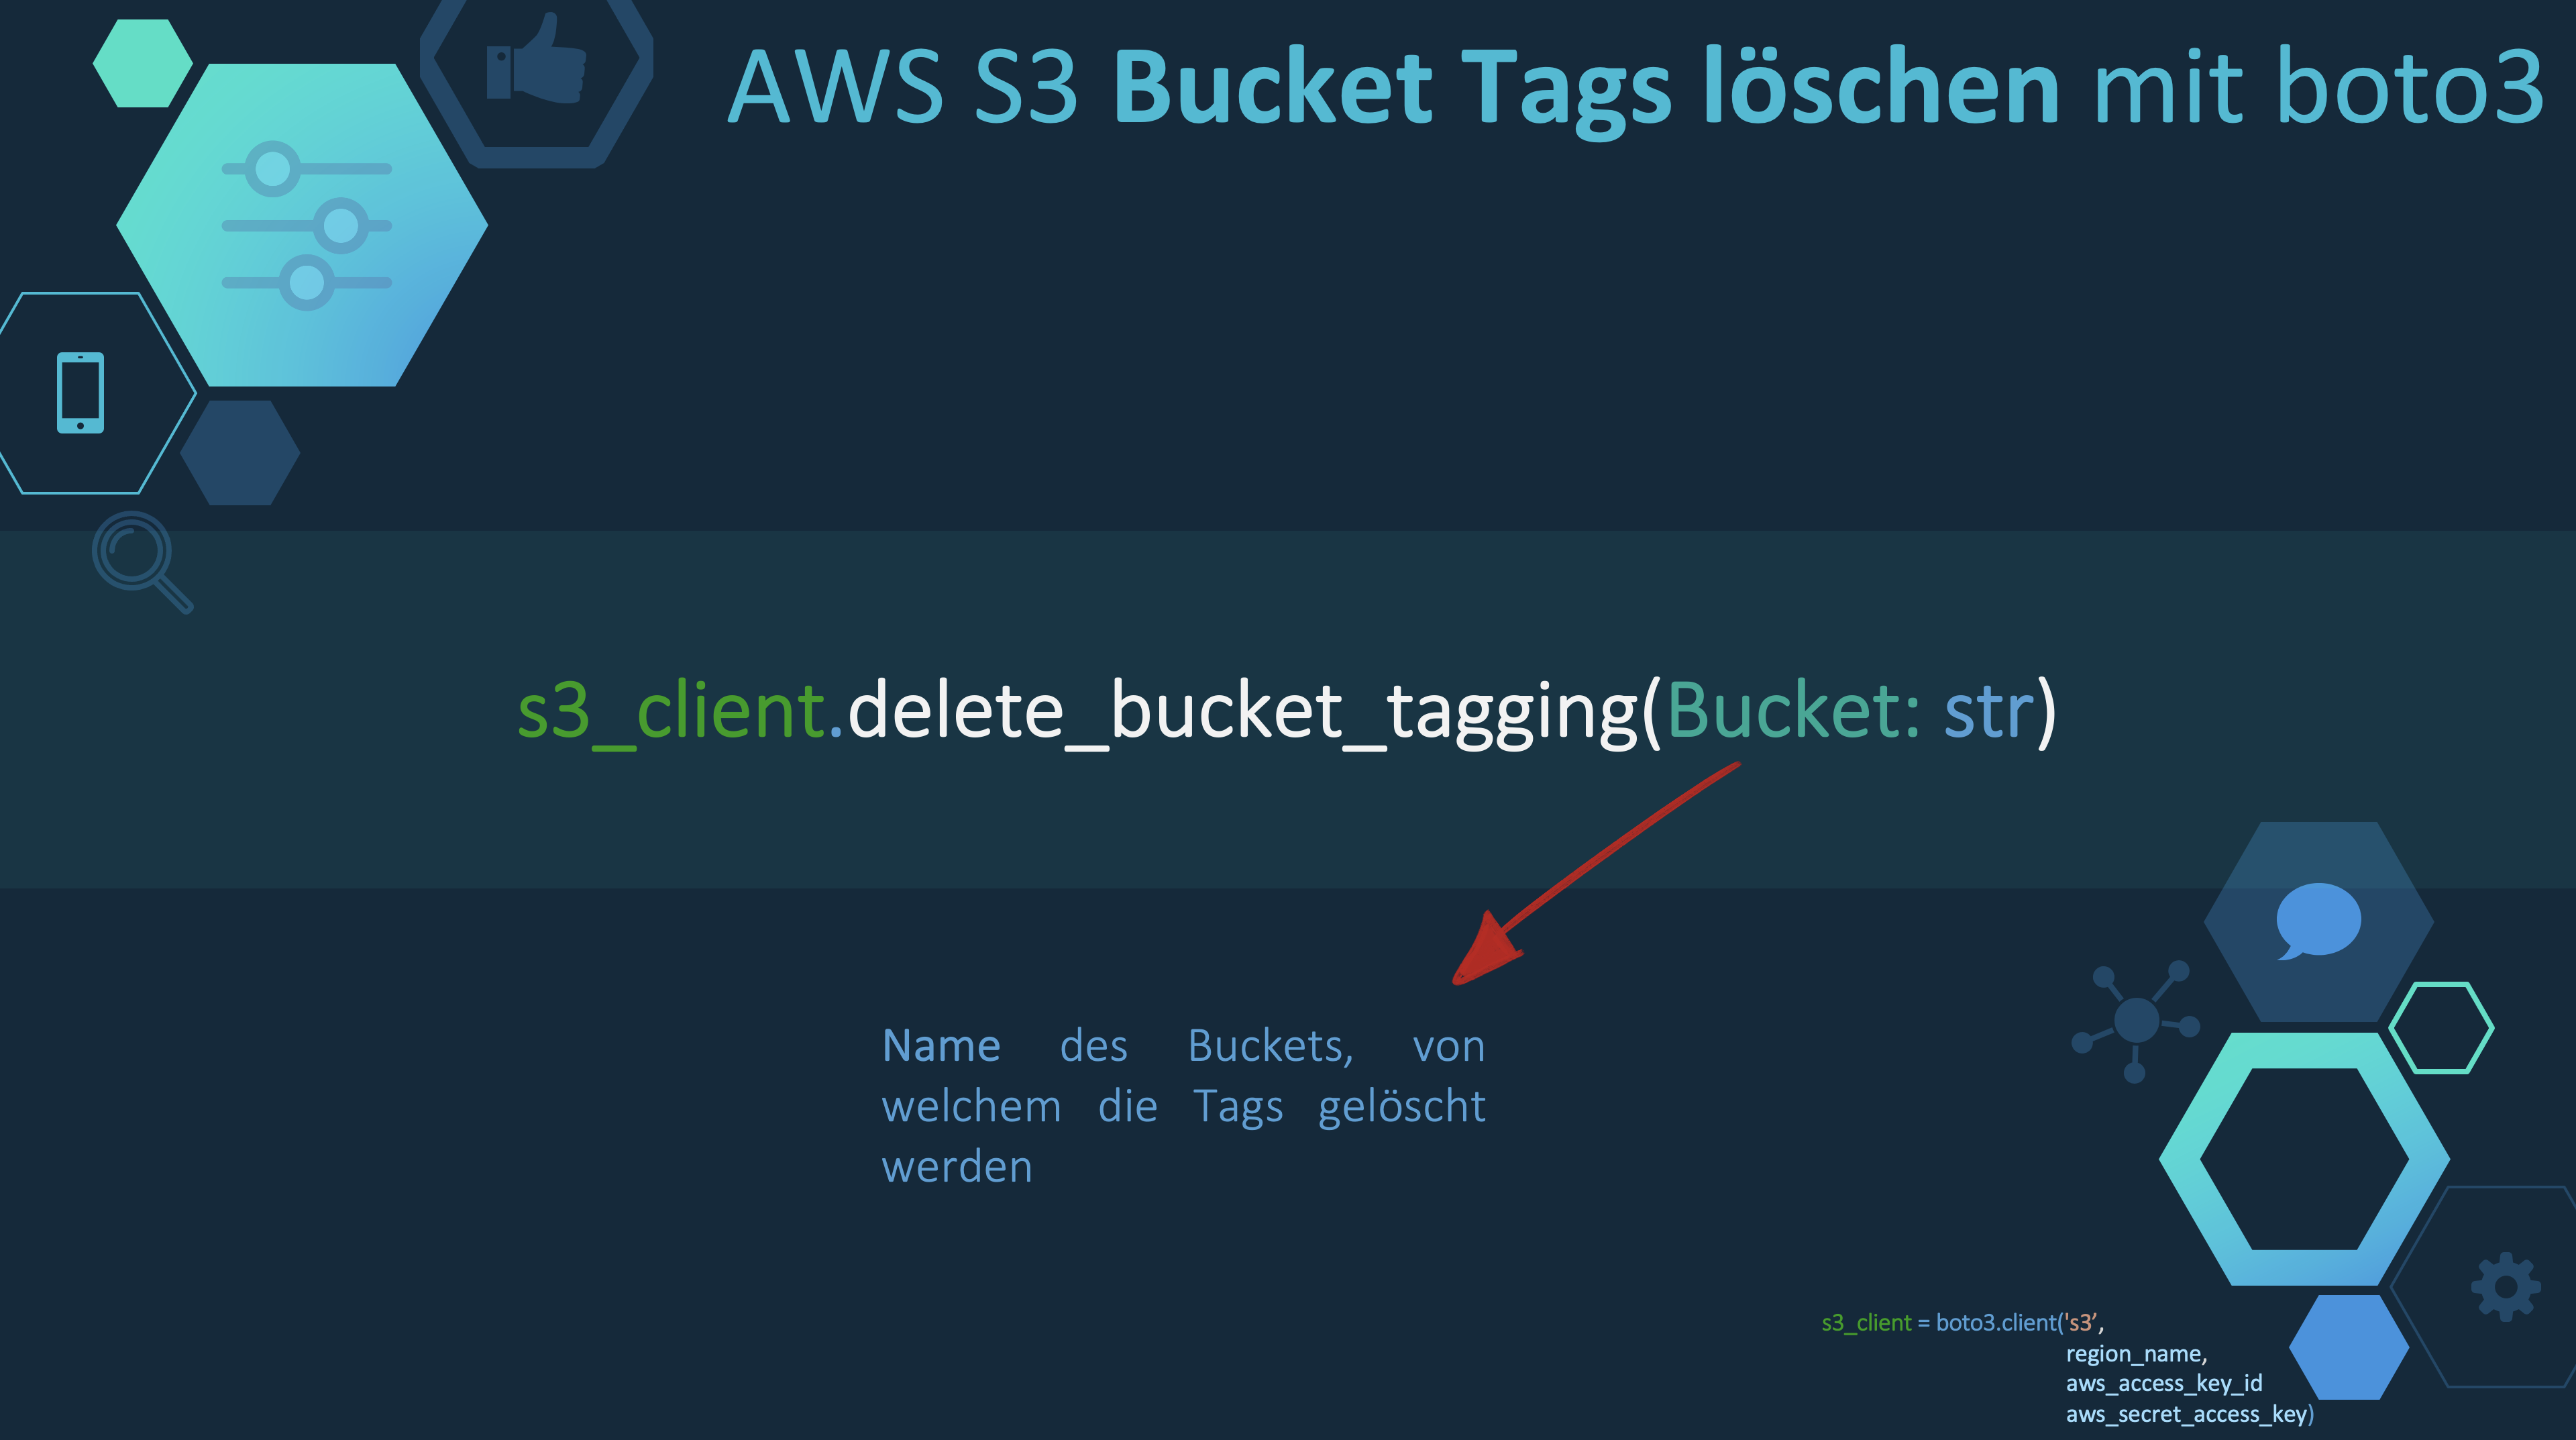 AWS S3 Bucket Tags löschen mit boto3
s3_client.delete_bucket_tagging(Bucket: str)
Name des Buckets, von
welchem die Tags gelöscht
werden
s3_client = boto3.client('s3’,
region_name,
aws_access_key_id
aws_secret_access_key)